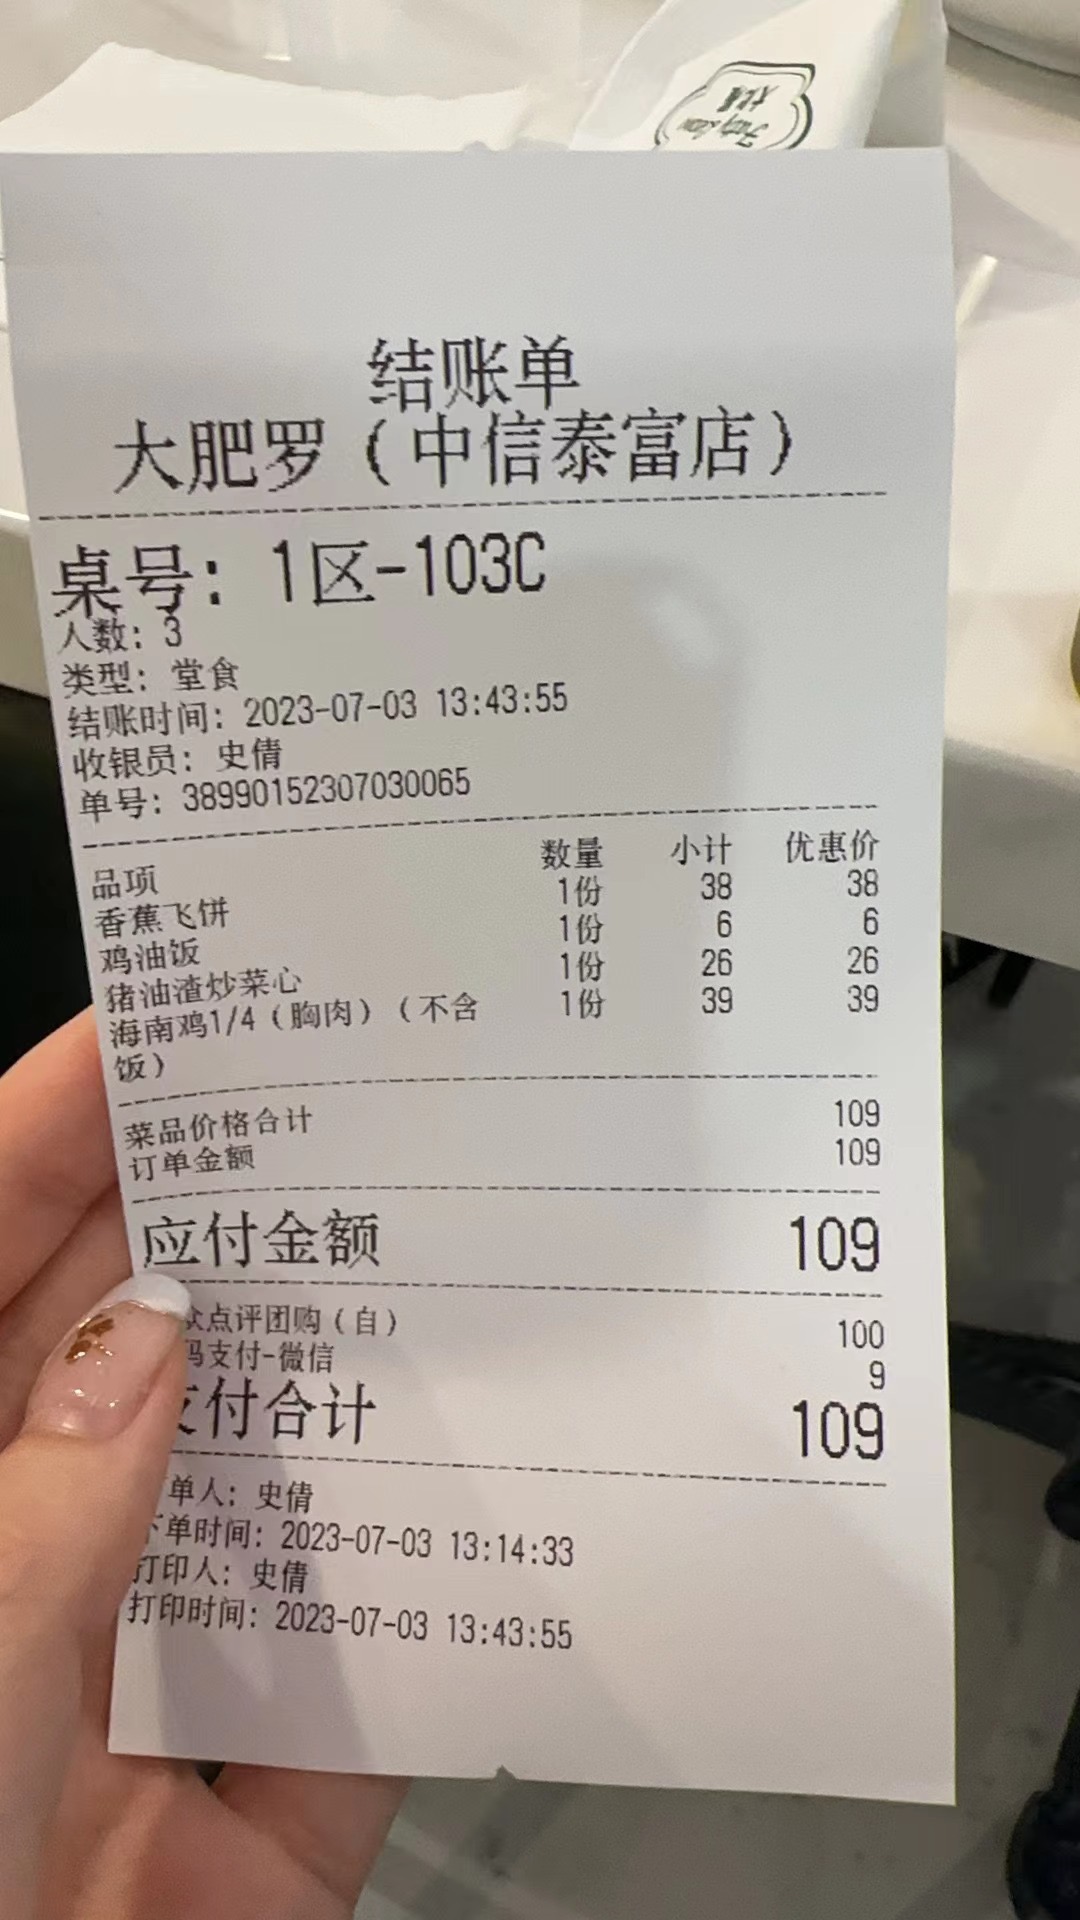 结账单
大肥罗（中信泰富店）
桌号：1区-103C
人数：3
类型：堂食
结账时间：2023-07-03 13:43:55
收银员：史倩
单号：38990152307030065
品项 数量 小计 优惠价
香蕉飞饼 1份 38 38
鸡油饭 1份 6 6
猪油渣炒菜心 1份 26 26
海南鸡1/4（胸肉）（不含 1份 39 39
饭）
菜品价格合计 109
订单金额 109
应付金额 109
众点评团购（自） 100
码支付-微信 9
支付合计 109
单人：史倩
下单时间：2023-07-03 13:14:33
打印人：史倩
打印时间：2023-07-03 13:43:55